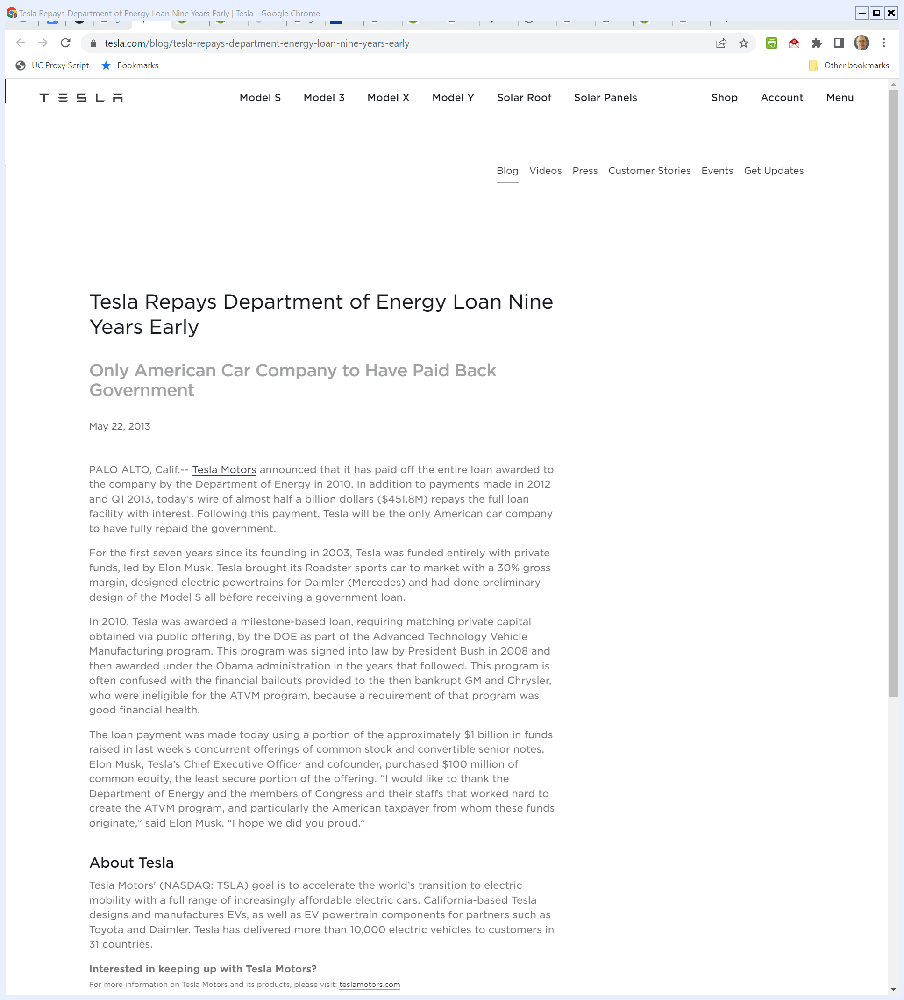 Tesla Repays Department of Energy Loan Nine Years Early | Tesla - Google Chrome
tesla.com/blog/tesla-repays-department-energy-loan-nine-years-early
UC Proxy Script Bookmarks Other bookmarks
TESLA Model S Model 3 Model X Model Y Solar Roof Solar Panels Shop Account Menu
Blog Videos Press Customer Stories Events Get Updates
Tesla Repays Department of Energy Loan Nine
Years Early
Only American Car Company to Have Paid Back
Government
May 22, 2013
PALO ALTO, Calif.-- Tesla Motors announced that it has paid off the entire loan awarded to
the company by the Department of Energy in 2010. In addition to payments made in 2012
and Q1 2013, today’s wire of almost half a billion dollars ($451.8M) repays the full loan
facility with interest. Following this payment, Tesla will be the only American car company
to have fully repaid the government.
For the first seven years since its founding in 2003, Tesla was funded entirely with private
funds, led by Elon Musk. Tesla brought its Roadster sports car to market with a 30% gross
margin, designed electric powertrains for Daimler (Mercedes) and had done preliminary
design of the Model S all before receiving a government loan.
In 2010, Tesla was awarded a milestone-based loan, requiring matching private capital
obtained via public offering, by the DOE as part of the Advanced Technology Vehicle
Manufacturing program. This program was signed into law by President Bush in 2008 and
then awarded under the Obama administration in the years that followed. This program is
often confused with the financial bailouts provided to the then bankrupt GM and Chrysler,
who were ineligible for the ATVM program, because a requirement of that program was
good financial health.
The loan payment was made today using a portion of the approximately $1 billion in funds
raised in last week’s concurrent offerings of common stock and convertible senior notes.
Elon Musk, Tesla’s Chief Executive Officer and cofounder, purchased $100 million of
common equity, the least secure portion of the offering. “I would like to thank the
Department of Energy and the members of Congress and their staffs that worked hard to
create the ATVM program, and particularly the American taxpayer from whom these funds
originate,” said Elon Musk. “I hope we did you proud.”
About Tesla
Tesla Motors' (NASDAQ: TSLA) goal is to accelerate the world’s transition to electric
mobility with a full range of increasingly affordable electric cars. California-based Tesla
designs and manufactures EVs, as well as EV powertrain components for partners such as
Toyota and Daimler. Tesla has delivered more than 10,000 electric vehicles to customers in
31 countries.
Interested in keeping up with Tesla Motors?
For more information on Tesla Motors and its products, please visit: teslamotors.com